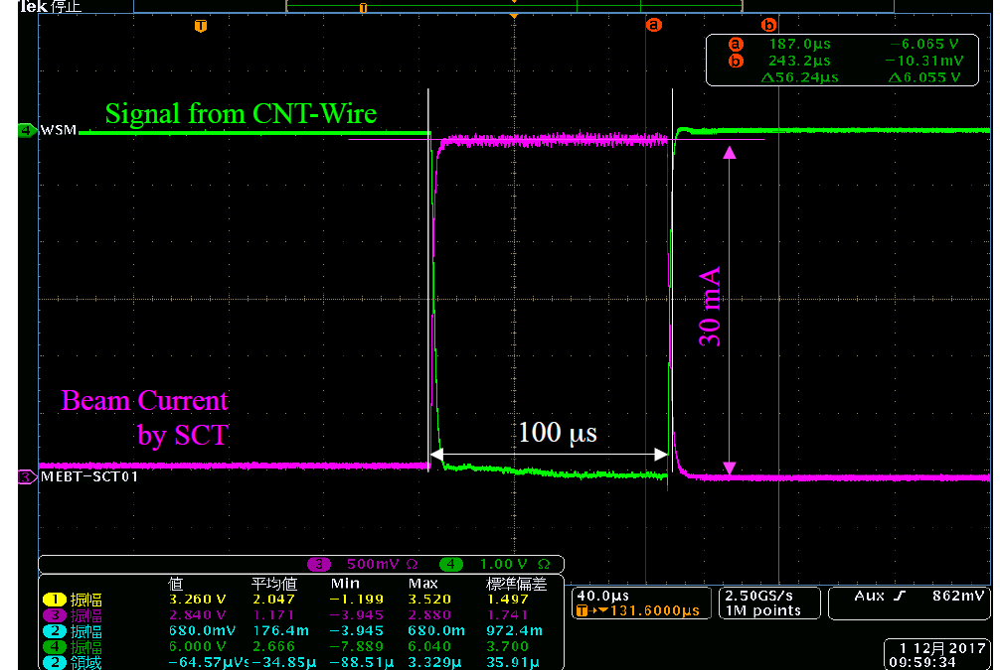 Tek 停止
T
T
a
b
a 187.0μs −6.065 V
b 243.2μs −10.31mV
Δ56.24μs Δ6.055 V
Signal from CNT-Wire
4 WSM
30 mA
Beam Current
by SCT
100 μs
3 MEBT-SCT01
3 500mV Ω 4 1.00 V Ω
値 平均値 Min Max 標準偏差
1 振幅 3.260 V 2.047 −1.199 3.520 1.497
3 振幅 2.840 V 1.171 −3.945 2.880 1.741
2 振幅 680.0mV 176.4m −3.945 680.0m 972.4m
4 振幅 6.000 V 2.666 −7.889 6.040 3.700
2 領域 −64.57μVs −34.85μ −88.51μ 3.329μ 35.91μ
40.0μs
T→▼131.6000μs
2.50GS/s
1M points
Aux 862mV
1 12月 2017
09:59:34